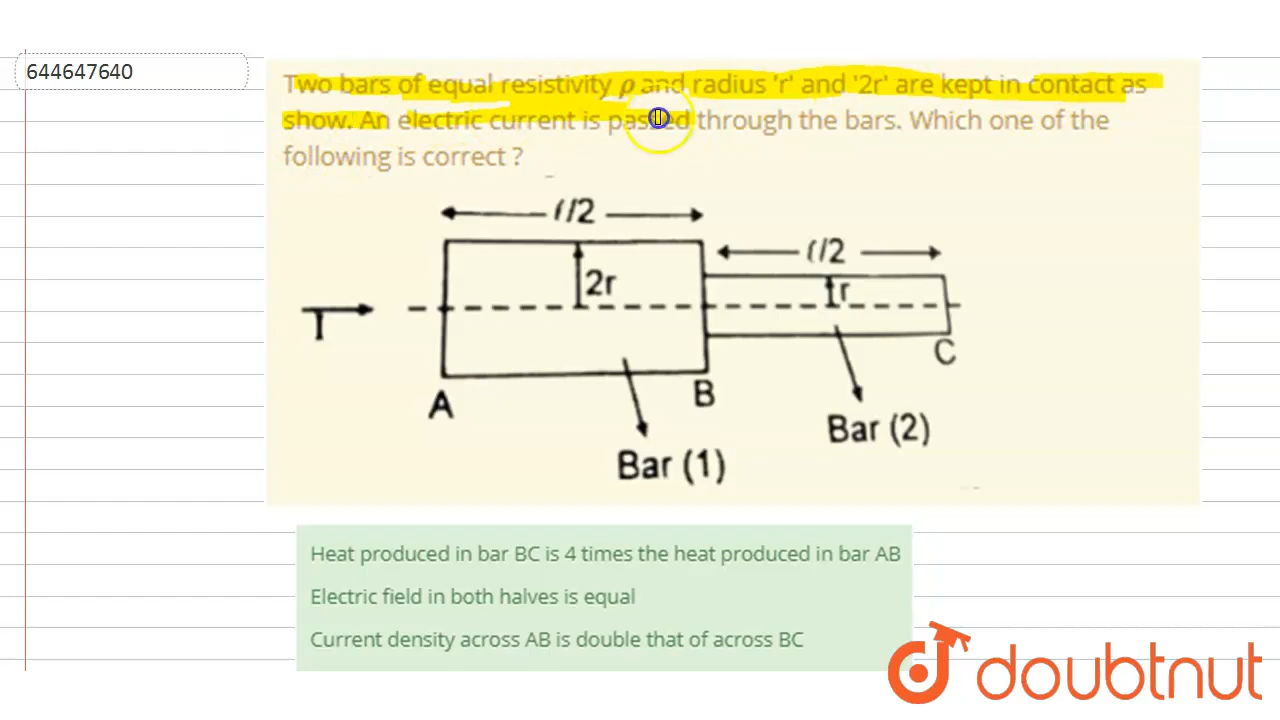 644647640
Two bars of equal resistivity ρ and radius 'r' and '2r' are kept in contact as
show. An electric current is passed through the bars. Which one of the
following is correct ?
l/2
l/2
2r
r
I
A
B
C
Bar (1)
Bar (2)
Heat produced in bar BC is 4 times the heat produced in bar AB
Electric field in both halves is equal
Current density across AB is double that of across BC
doubtnut